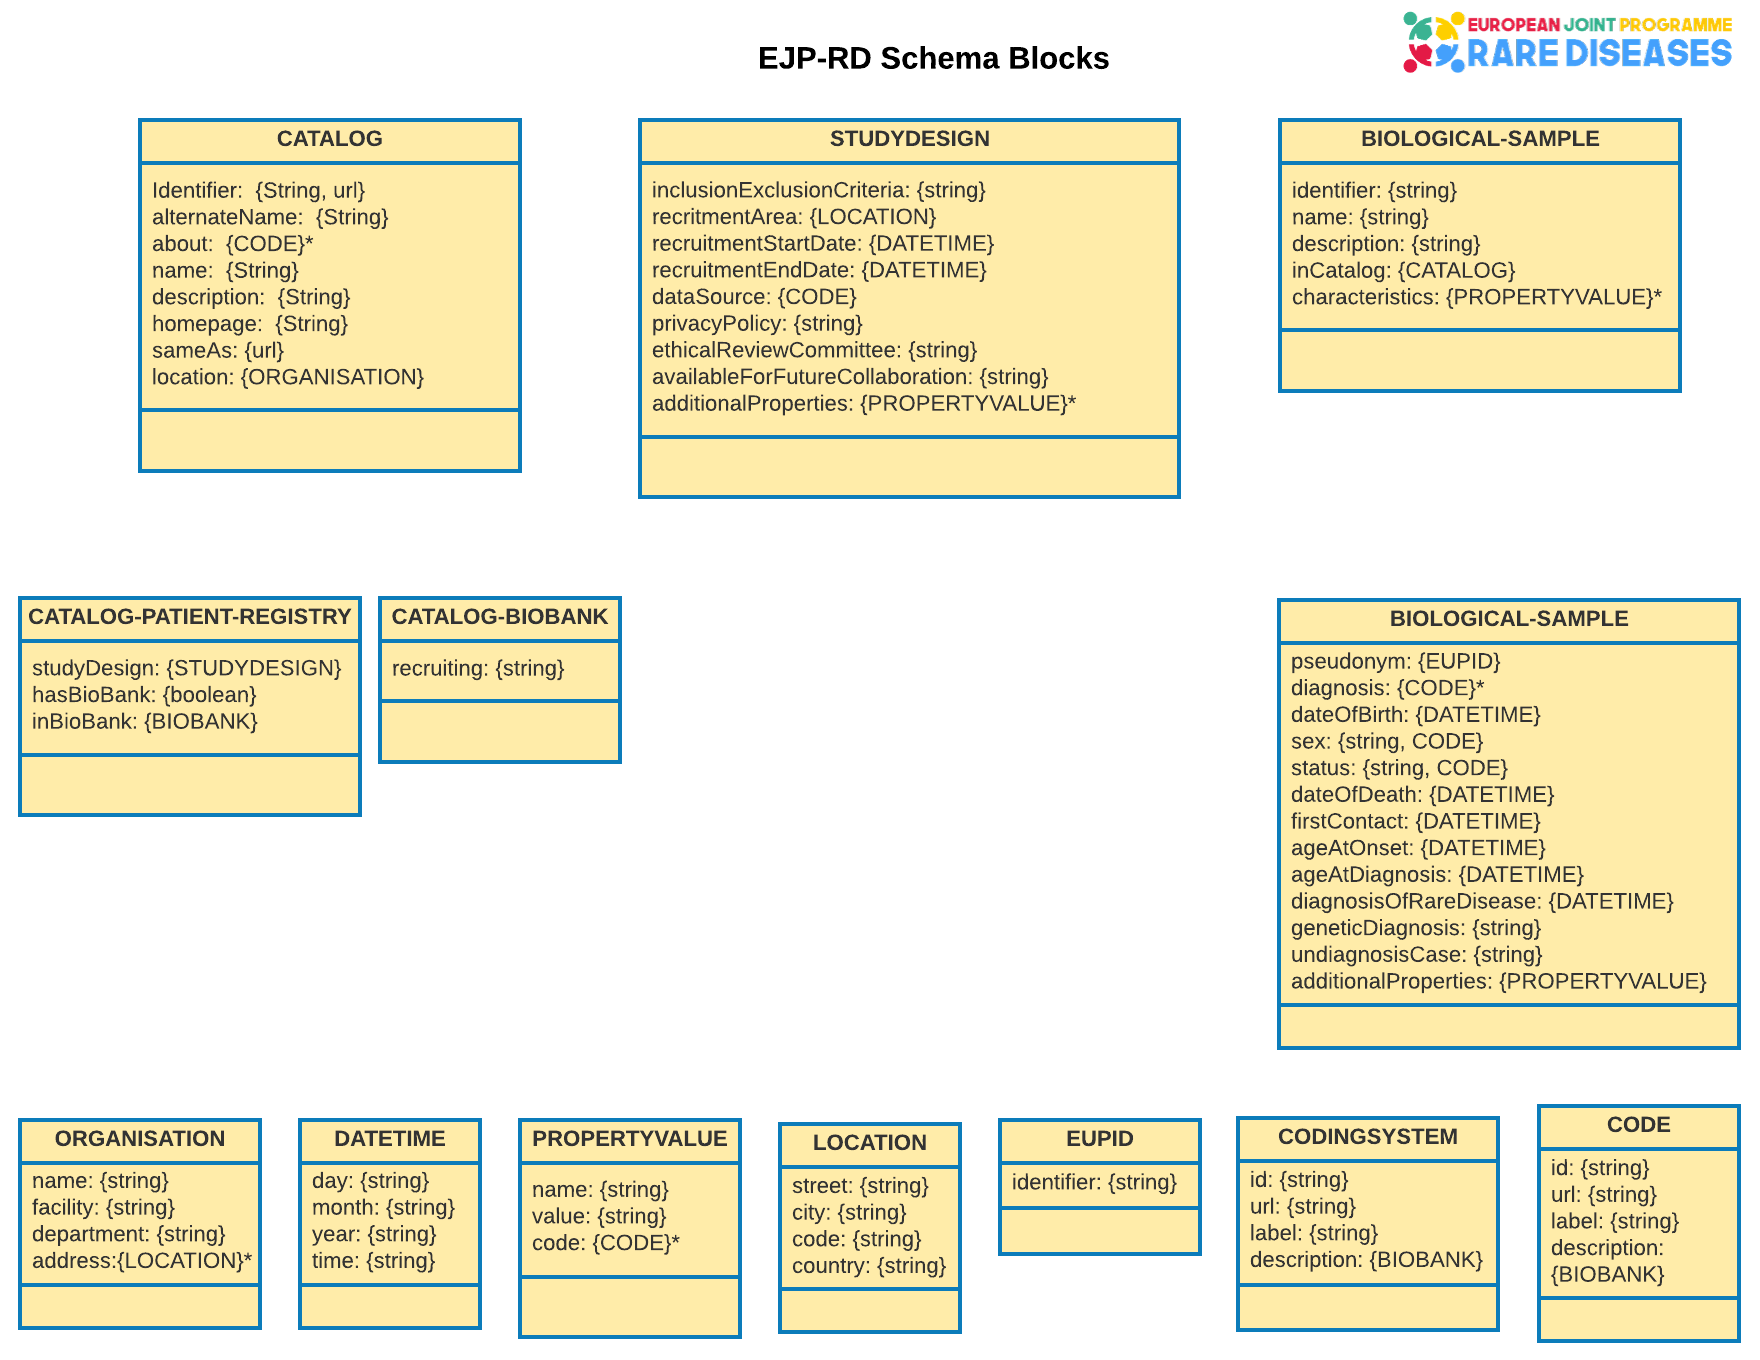 EJP-RD Schema Blocks
EUROPEAN JOINT PROGRAMME
RARE DISEASES
CATALOG
Identifier:  {String, url}
alternateName:  {String}
about:  {CODE}*
name:  {String}
description:  {String}
homepage:  {String}
sameAs: {url}
location: {ORGANISATION}
STUDYDESIGN
inclusionExclusionCriteria: {string}
recritmentArea: {LOCATION}
recruitmentStartDate: {DATETIME}
recruitmentEndDate: {DATETIME}
dataSource: {CODE}
privacyPolicy: {string}
ethicalReviewCommittee: {string}
availableForFutureCollaboration: {string}
additionalProperties: {PROPERTYVALUE}*
BIOLOGICAL-SAMPLE
identifier: {string}
name: {string}
description: {string}
inCatalog: {CATALOG}
characteristics: {PROPERTYVALUE}*
CATALOG-PATIENT-REGISTRY
studyDesign: {STUDYDESIGN}
hasBioBank: {boolean}
inBioBank: {BIOBANK}
CATALOG-BIOBANK
recruiting: {string}
BIOLOGICAL-SAMPLE
pseudonym: {EUPID}
diagnosis: {CODE}*
dateOfBirth: {DATETIME}
sex: {string, CODE}
status: {string, CODE}
dateOfDeath: {DATETIME}
firstContact: {DATETIME}
ageAtOnset: {DATETIME}
ageAtDiagnosis: {DATETIME}
diagnosisOfRareDisease: {DATETIME}
geneticDiagnosis: {string}
undiagnosisCase: {string}
additionalProperties: {PROPERTYVALUE}
ORGANISATION
name: {string}
facility: {string}
department: {string}
address:{LOCATION}*
DATETIME
day: {string}
month: {string}
year: {string}
time: {string}
PROPERTYVALUE
name: {string}
value: {string}
code: {CODE}*
LOCATION
street: {string}
city: {string}
code: {string}
country: {string}
EUPID
identifier: {string}
CODINGSYSTEM
id: {string}
url: {string}
label: {string}
description: {BIOBANK}
CODE
id: {string}
url: {string}
label: {string}
description:
{BIOBANK}